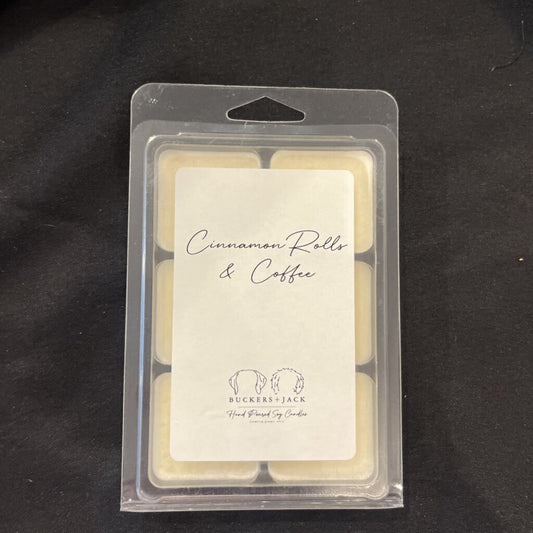 Cinnamon Rolls
& Coffee
BUCKERS+JACK
Hand Poured Soy Candles